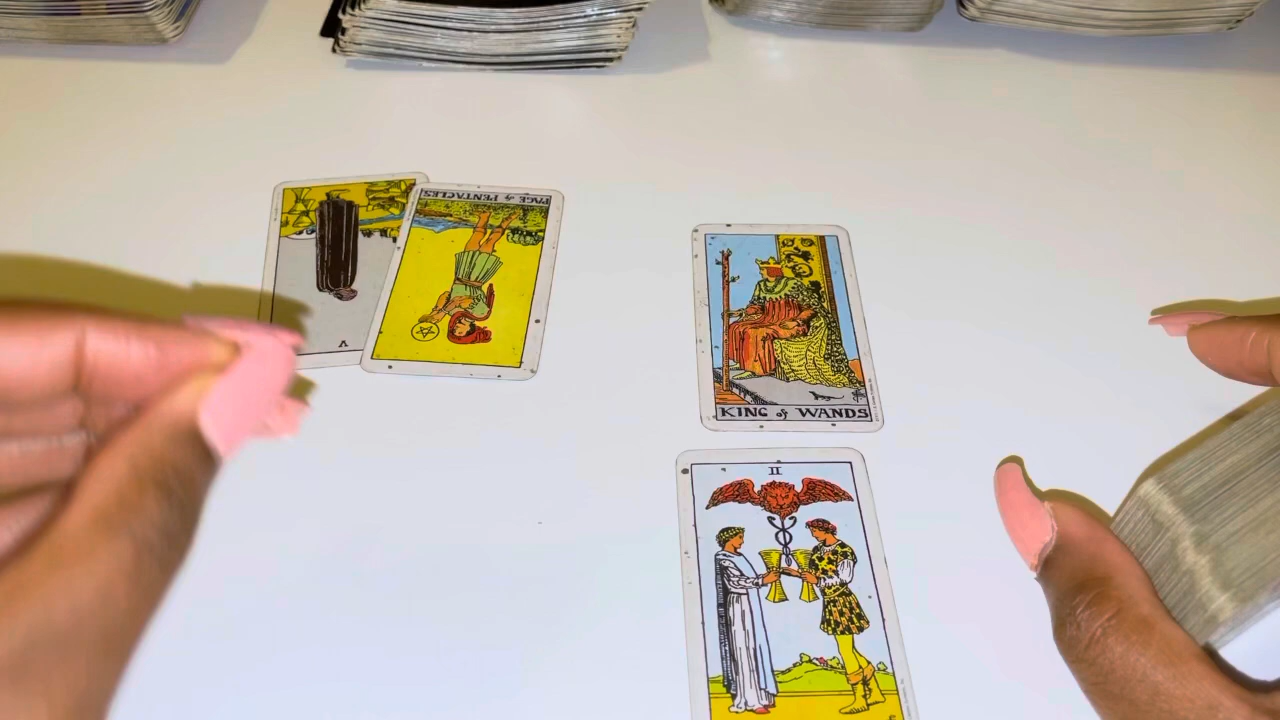 PAGE of PENTACLES
V
KING of WANDS
II